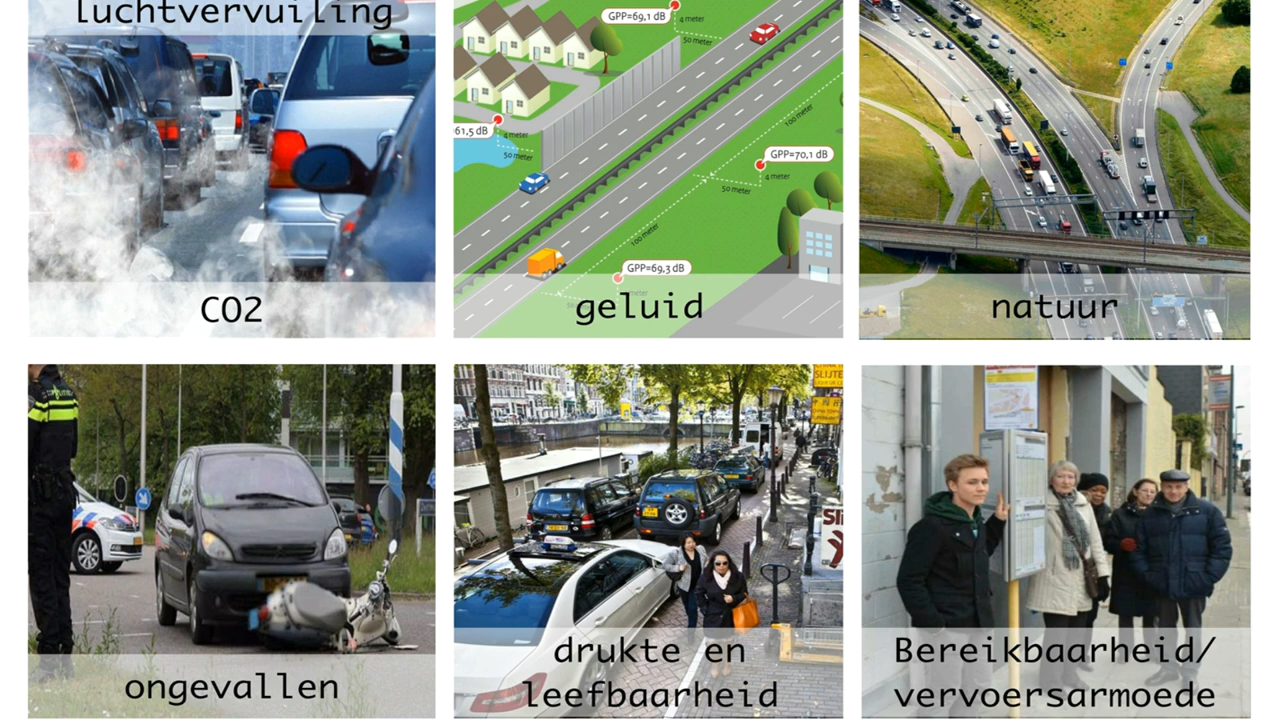 luchtvervuiling
GPP=69,1 dB
4 meter
50 meter
61,5 dB
4 meter
50 meter
100 meter
GPP=70,1 dB
4 meter
50 meter
100 meter
GPP=69,3 dB
CO2
geluid
natuur
SLIJTE
ongevallen
drukte en
leefbaarheid
Bereikbaarheid/
vervoersarmoede